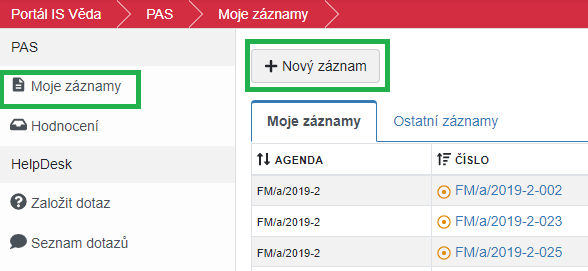 Portál IS Věda PAS Moje záznamy
PAS
Moje záznamy
Hodnocení
HelpDesk
Založit dotaz
Seznam dotazů
Nový záznam
Moje záznamy Ostatní záznamy
AGENDA ČÍSLO
FM/a/2019-2 FM/a/2019-2-002
FM/a/2019-2 FM/a/2019-2-023
FM/a/2019-2 FM/a/2019-2-025